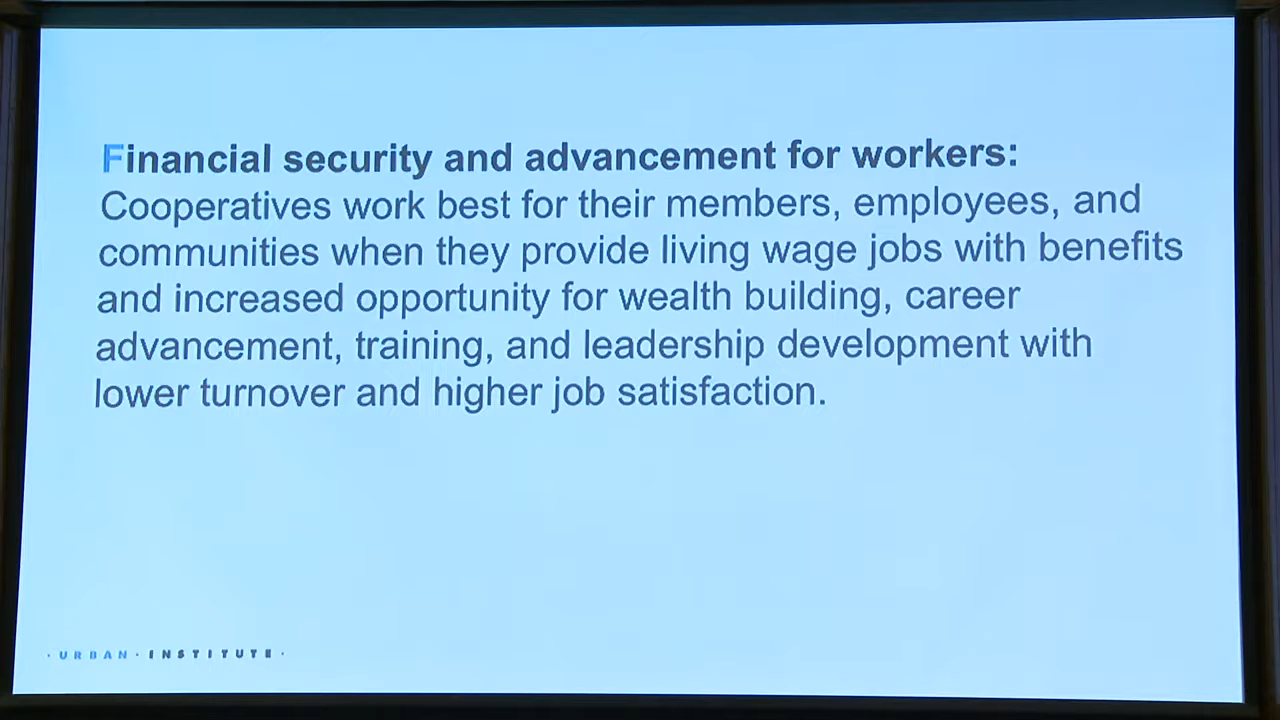 Financial security and advancement for workers:
Cooperatives work best for their members, employees, and
communities when they provide living wage jobs with benefits
and increased opportunity for wealth building, career
advancement, training, and leadership development with
lower turnover and higher job satisfaction.
· URBAN · INSTITUTE ·